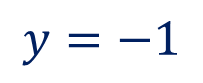 y = −1